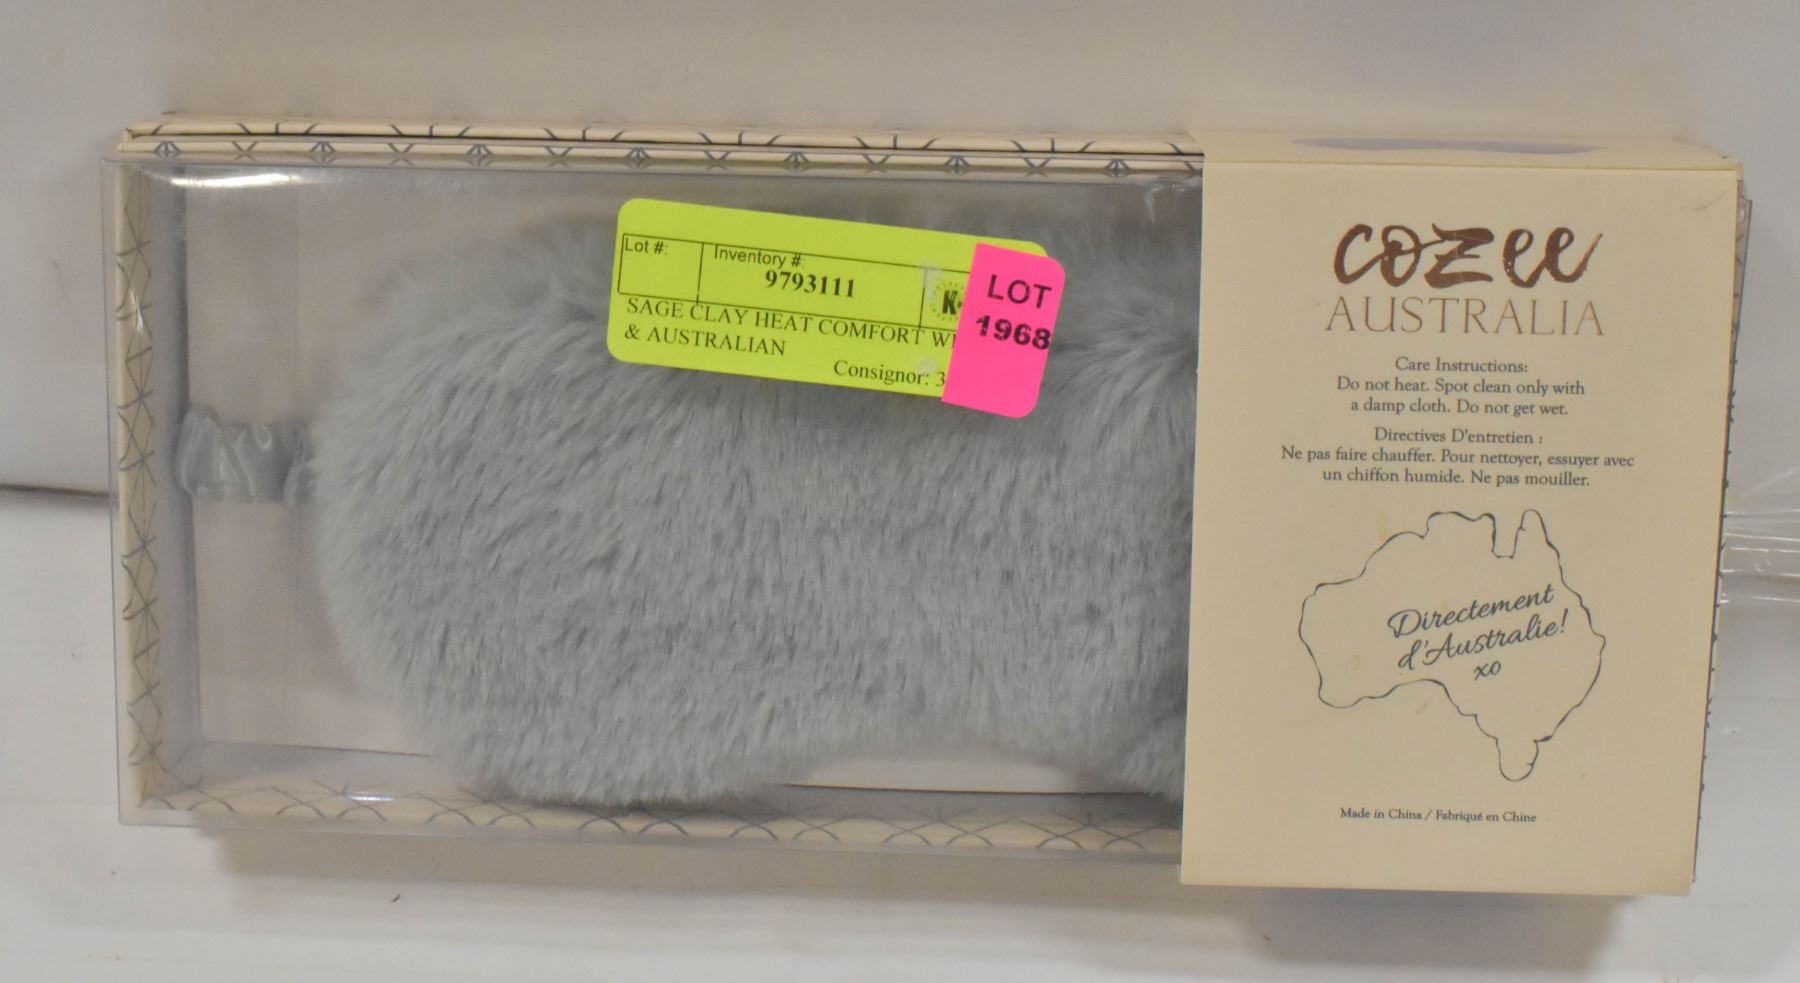 Lot #:
Inventory #:
9793111
K
SAGE CLAY HEAT COMFORT
& AUSTRALIAN
Consignor: 3
LOT
1968
cozee
AUSTRALIA
Care Instructions:
Do not heat. Spot clean only with
a damp cloth. Do not get wet.
Directives D'entretien :
Ne pas faire chauffer. Pour nettoyer, essuyer avec
un chiffon humide. Ne pas mouiller.
Directement
d'Australie!
xo
Made in China / Fabriqué en Chine